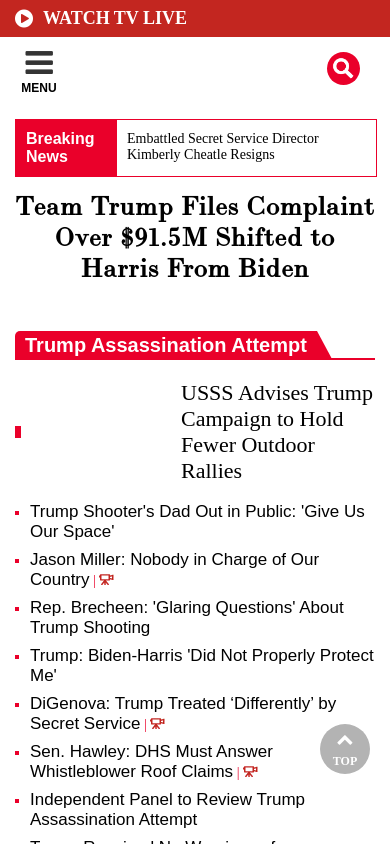 WATCH TV LIVE
MENU
Breaking
News
Embattled Secret Service Director
Kimberly Cheatle Resigns
Team Trump Files Complaint
Over $91.5M Shifted to
Harris From Biden
Trump Assassination Attempt
USSS Advises Trump
Campaign to Hold
Fewer Outdoor
Rallies
Trump Shooter's Dad Out in Public: 'Give Us
Our Space'
Jason Miller: Nobody in Charge of Our
Country |
Rep. Brecheen: 'Glaring Questions' About
Trump Shooting
Trump: Biden-Harris 'Did Not Properly Protect
Me'
DiGenova: Trump Treated ‘Differently’ by
Secret Service |
Sen. Hawley: DHS Must Answer
Whistleblower Roof Claims |
TOP
Independent Panel to Review Trump
Assassination Attempt